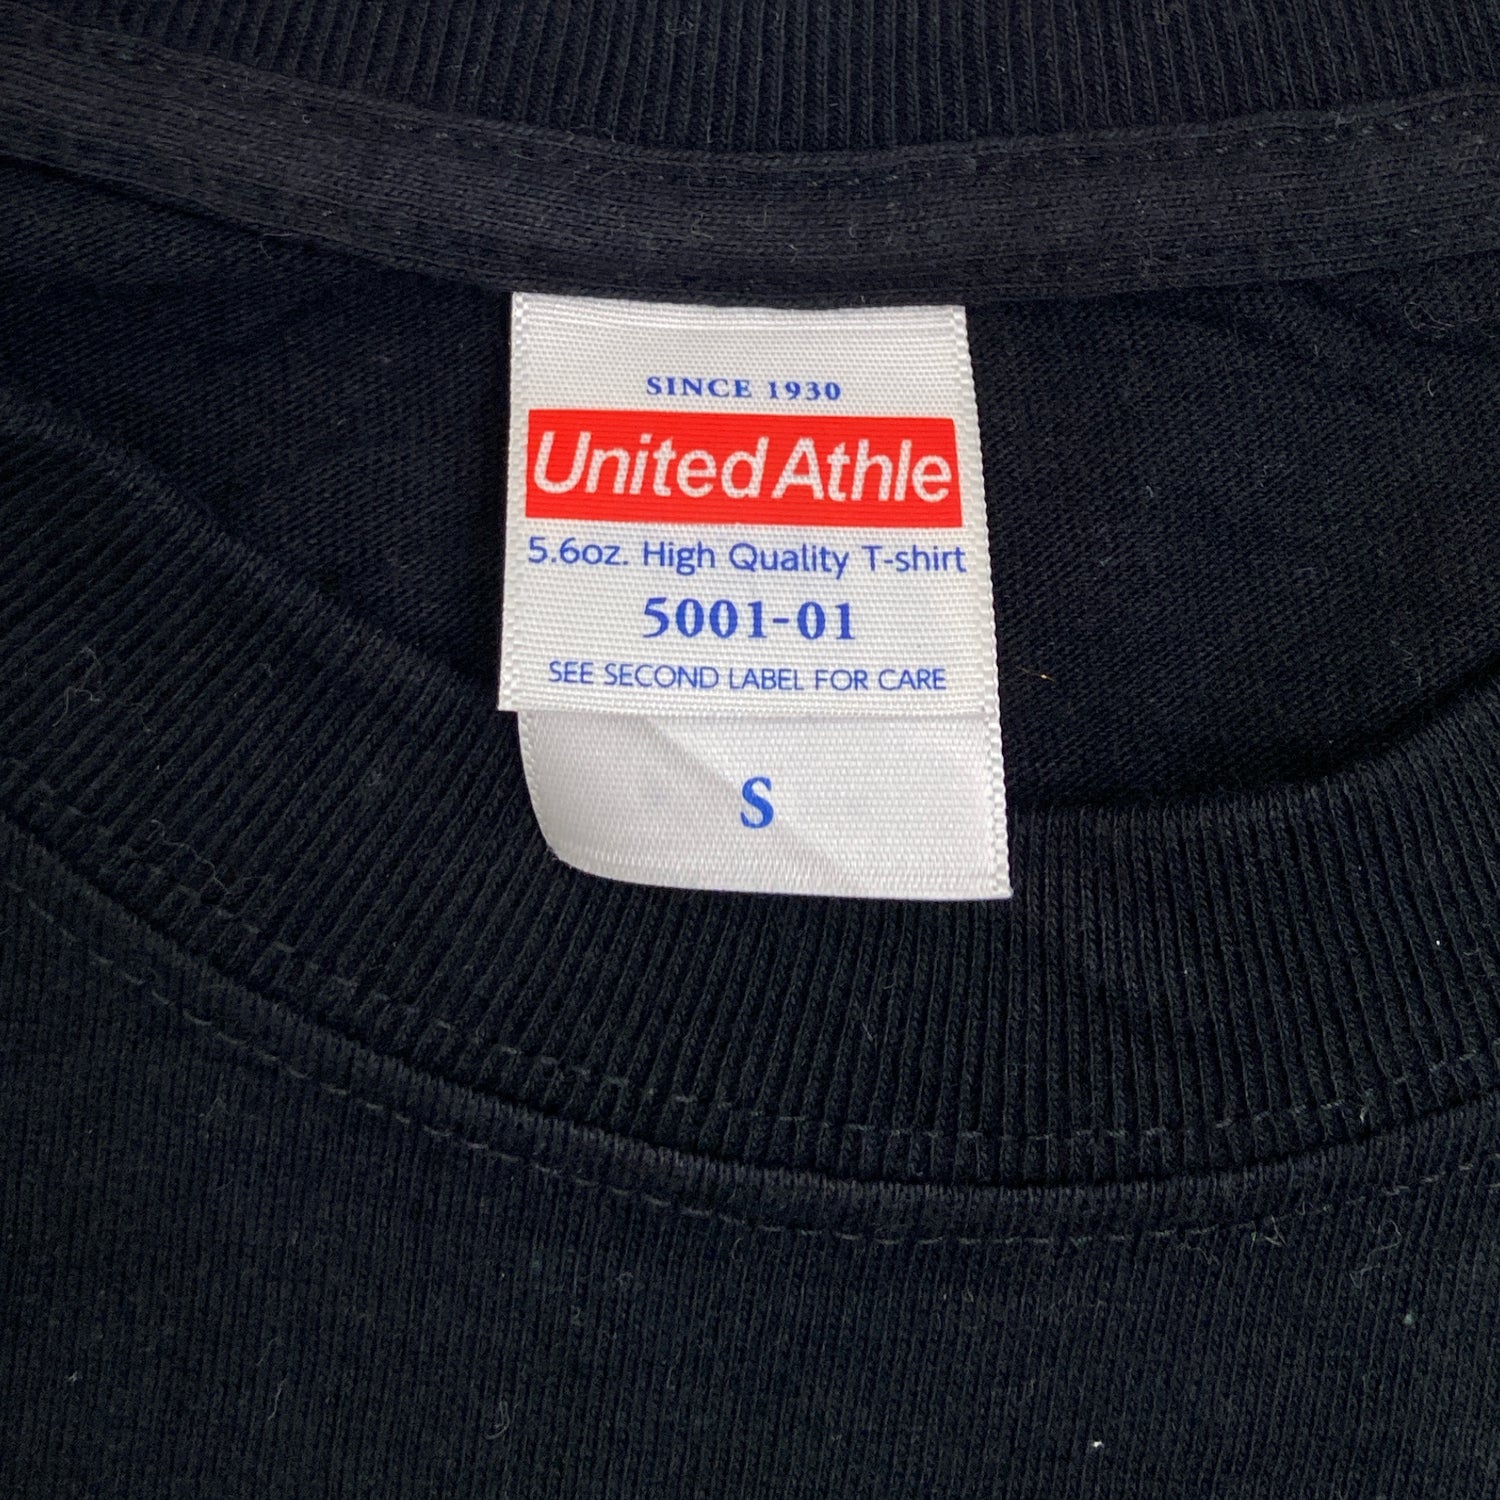 SINCE 1930
United Athle
5.6oz. High Quality T-shirt
5001-01
SEE SECOND LABEL FOR CARE
S